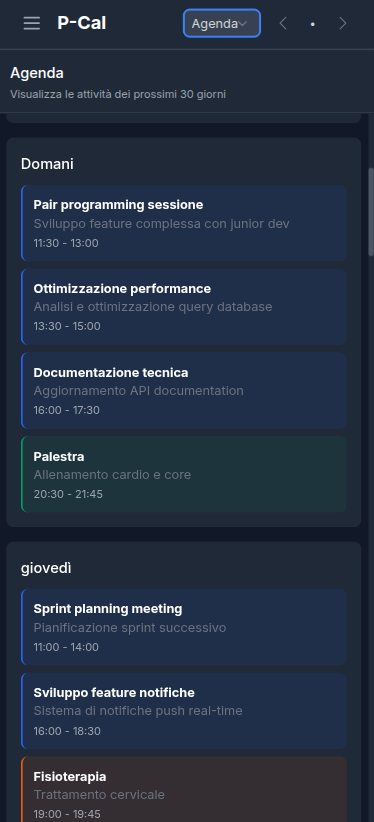 P-Cal
Agenda
Agenda
Visualizza le attività dei prossimi 30 giorni
Domani
Pair programming sessione
Sviluppo feature complessa con junior dev
11:30 - 13:00
Ottimizzazione performance
Analisi e ottimizzazione query database
13:30 - 15:00
Documentazione tecnica
Aggiornamento API documentation
16:00 - 17:30
Palestra
Allenamento cardio e core
20:30 - 21:45
giovedì
Sprint planning meeting
Pianificazione sprint successivo
11:00 - 14:00
Sviluppo feature notifiche
Sistema di notifiche push real-time
16:00 - 18:30
Fisioterapia
Trattamento cervicale
19:00 - 19:45